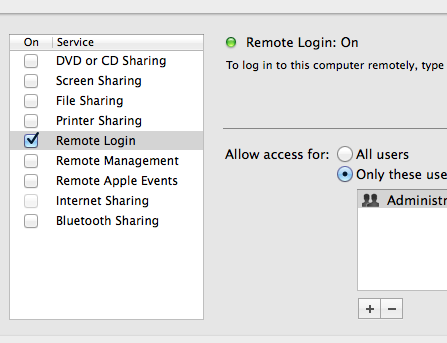 On Service
DVD or CD Sharing
Screen Sharing
File Sharing
Printer Sharing
Remote Login
Remote Management
Remote Apple Events
Internet Sharing
Bluetooth Sharing
Remote Login: On
To log in to this computer remotely, type
Allow access for: All users
Only these use
Administr